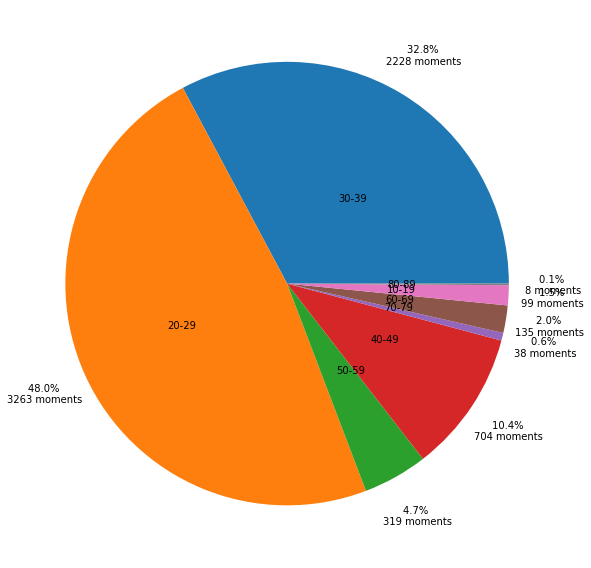 32.8%
2228 moments
30-39
80-89
10-19
60-69
70-79
0.1%
8 moments
1.5%
99 moments
2.0%
135 moments
0.6%
38 moments
20-29
40-49
50-59
48.0%
3263 moments
10.4%
704 moments
4.7%
319 moments